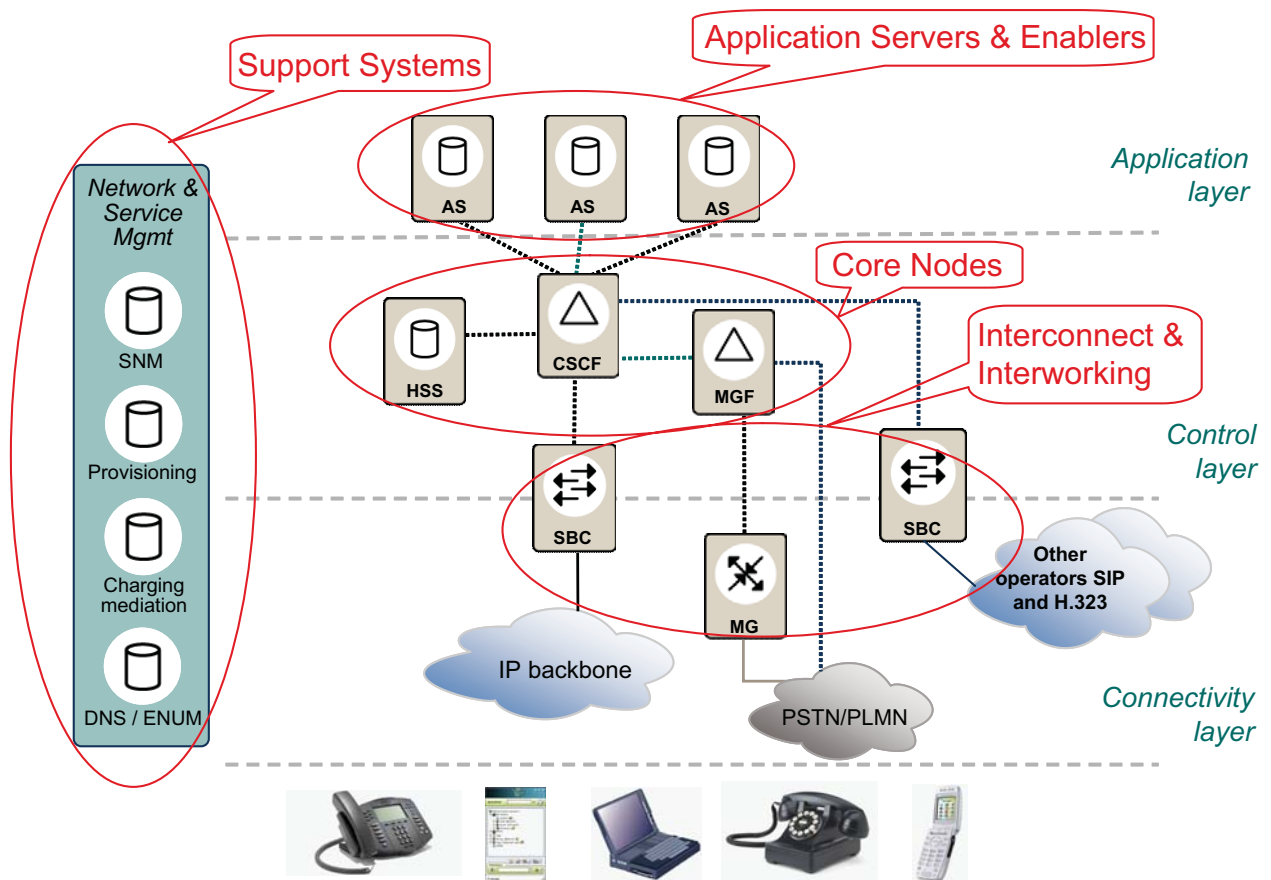 Application Servers & Enablers
Support Systems
Network &
Service
Mgmt
AS
AS
AS
Application
layer
Core Nodes
SNM
HSS
CSCF
MGF
Interconnect &
Interworking
Provisioning
Control
layer
SBC
SBC
Charging
mediation
MG
Other
operators SIP
and H.323
IP backbone
DNS / ENUM
PSTN/PLMN
Connectivity
layer